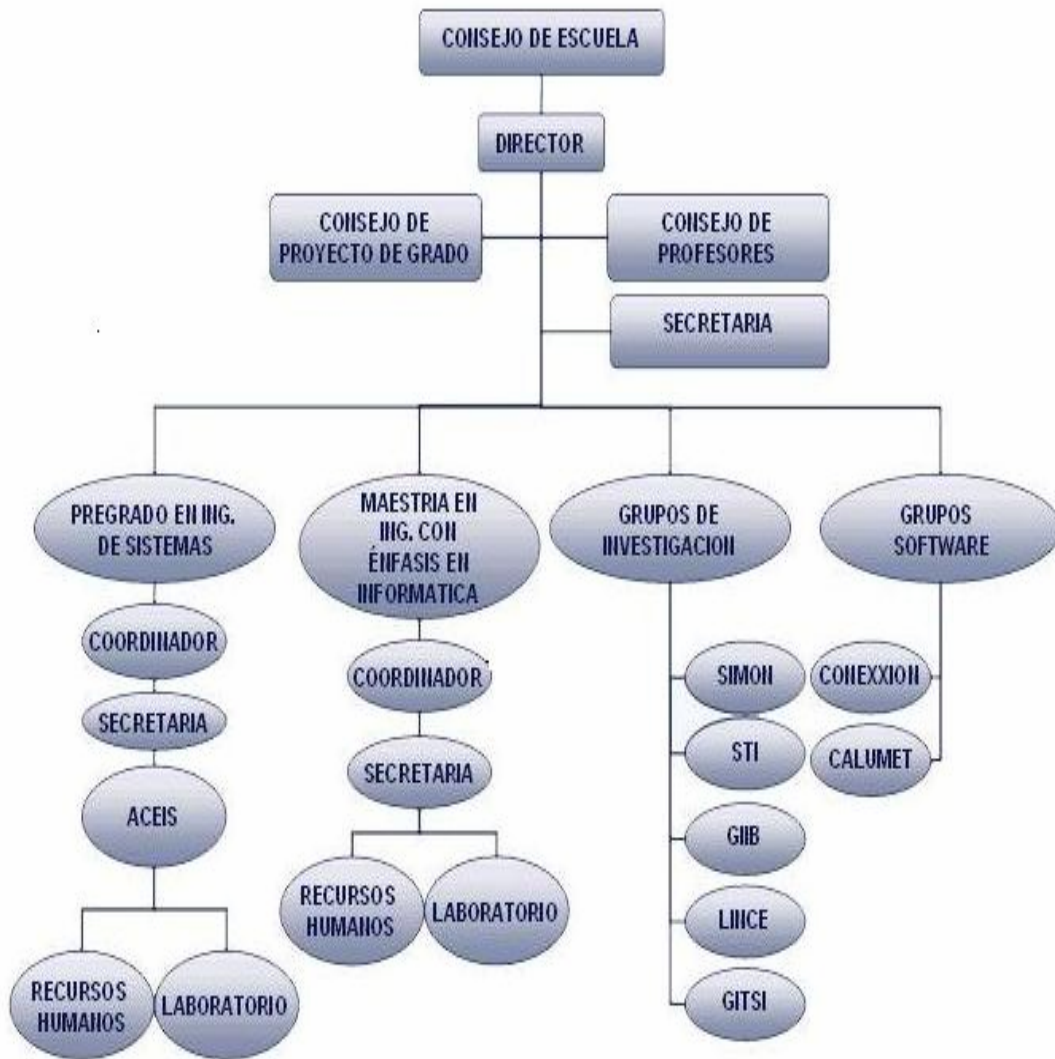 CONSEJO DE ESCUELA
DIRECTOR
CONSEJO DE
PROYECTO DE GRADO
CONSEJO DE
PROFESORES
SECRETARIA
PREGRADO EN ING.
DE SISTEMAS
MAESTRIA EN
ING. CON
ÉNFASIS EN
INFORMATICA
GRUPOS DE
INVESTIGACION
GRUPOS
SOFTWARE
COORDINADOR
SECRETARIA
ACEIS
RECURSOS
HUMANOS
LABORATORIO
COORDINADOR
SECRETARIA
RECURSOS
HUMANOS
LABORATORIO
SIMON
STI
GIIB
LINCE
GITSI
CONEXXION
CALUMET